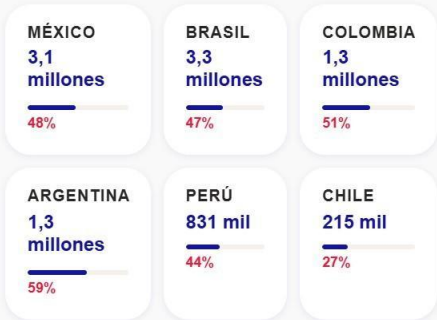 MÉXICO
3,1
millones
48%
BRASIL
3,3
millones
47%
COLOMBIA
1,3
millones
51%
ARGENTINA
1,3
millones
59%
PERÚ
831 mil
44%
CHILE
215 mil
27%